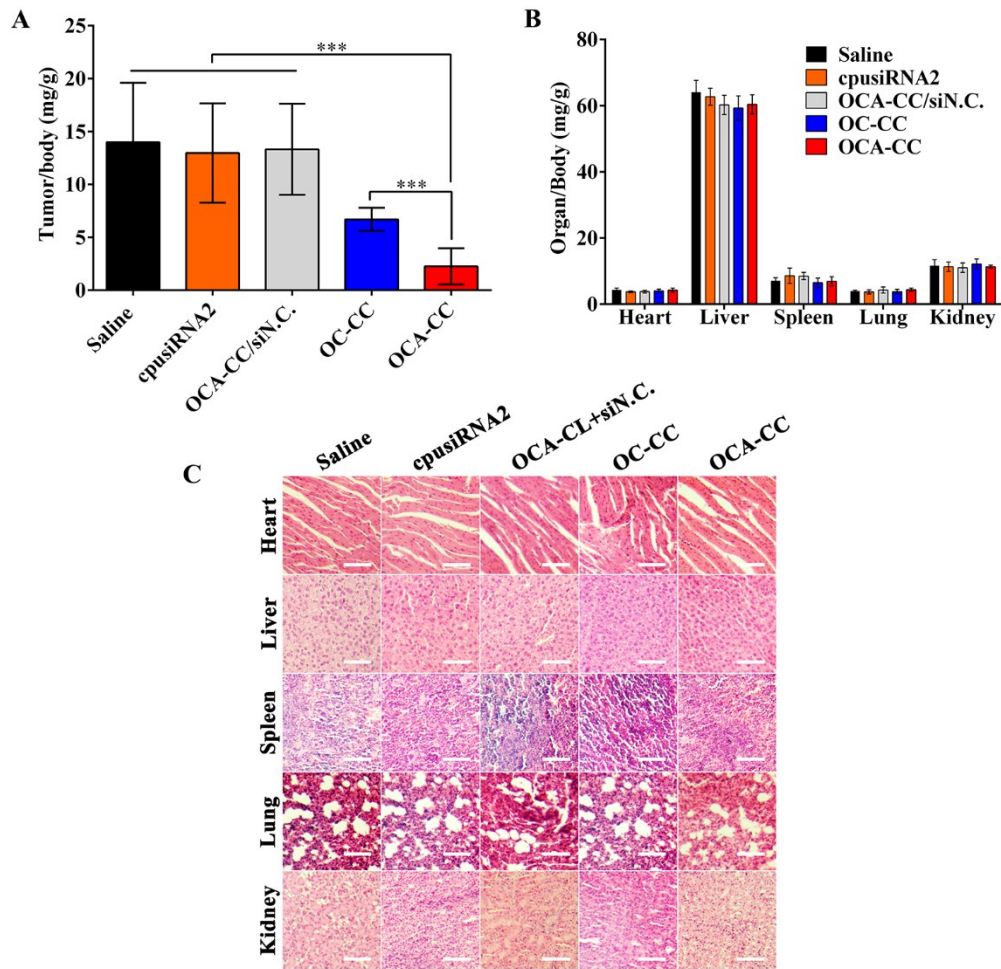 A
Tumor/body (mg/g)
25
20
15
10
5
0
***
***
Saline
cpusiRNA2
OCA-CC/siN.C.
OC-CC
OCA-CC
B
Organ/Body (mg/g)
80
60
40
20
0
Saline
cpusiRNA2
OCA-CC/siN.C.
OC-CC
OCA-CC
Heart Liver Spleen Lung Kidney
C
Saline cpusiRNA2 OCA-CL+siN.C. OC-CC OCA-CC
Heart
Liver
Spleen
Lung
Kidney